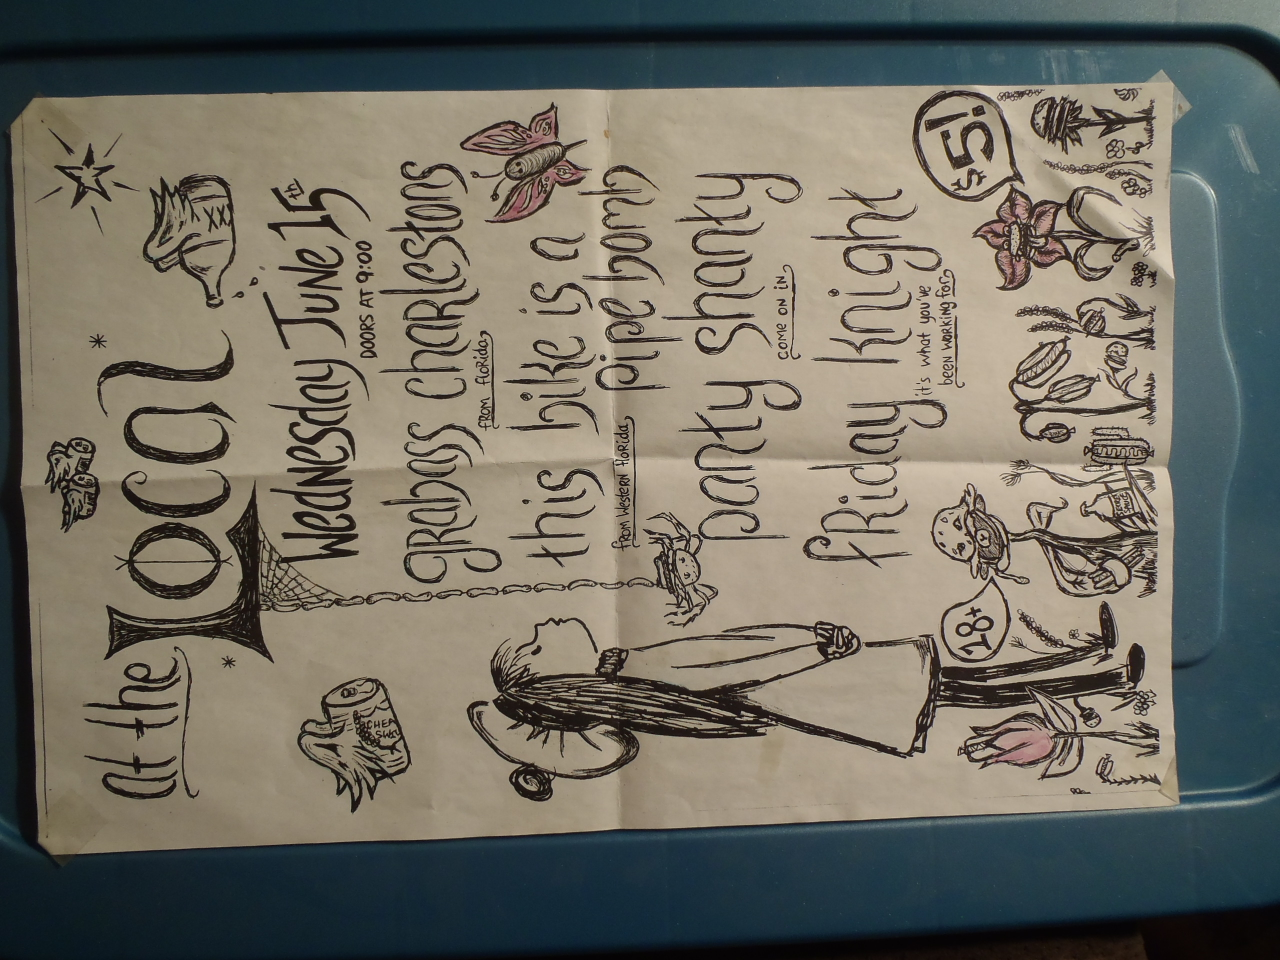 At the Local
Wednesday June 15th
DOORS AT 9:00
grabass charlestons
from florida
this bike is a
pipe bomb
from western florida
panty shanty
come on in
friday knight
it's what you've
been working for
$5!
18+
XXX